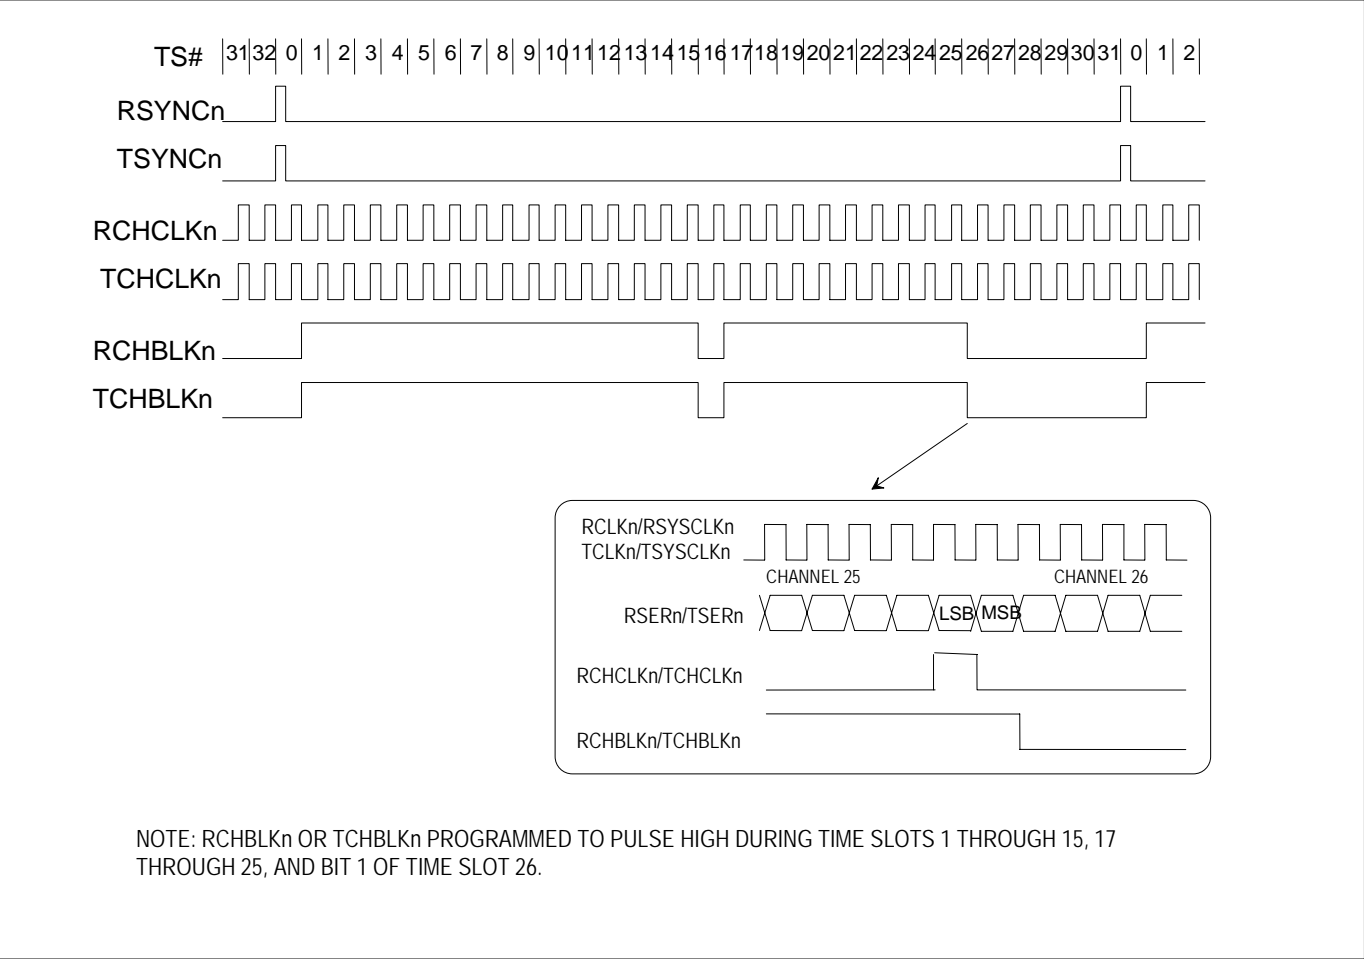 TS# 31 32 0 1 2 3 4 5 6 7 8 9 10 11 12 13 14 15 16 17 18 19 20 21 22 23 24 25 26 27 28 29 30 31 0 1 2
RSYNCn
TSYNCn
RCHCLKn
TCHCLKn
RCHBLKn
TCHBLKn
RCLKn/RSYSCLKn
TCLKn/TSYSCLKn
CHANNEL 25 CHANNEL 26
RSERn/TSERn LSB MSB
RCHCLKn/TCHCLKn
RCHBLKn/TCHBLKn
NOTE: RCHBLKn OR TCHBLKn PROGRAMMED TO PULSE HIGH DURING TIME SLOTS 1 THROUGH 15, 17
THROUGH 25, AND BIT 1 OF TIME SLOT 26.